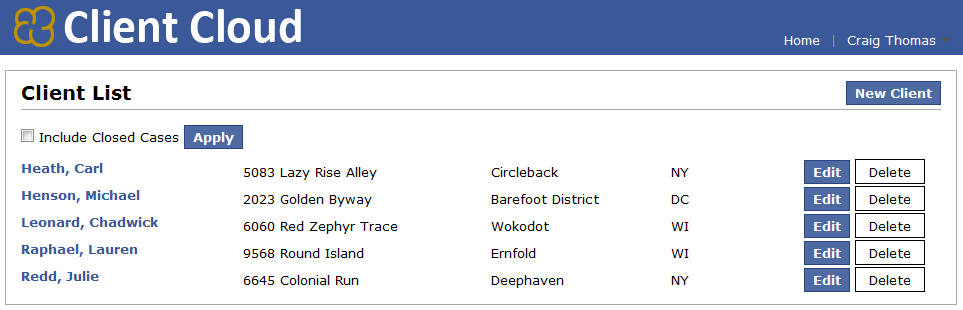 Client Cloud
Home | Craig Thomas
Client List
New Client
Include Closed Cases Apply
Heath, Carl 5083 Lazy Rise Alley Circleback NY Edit Delete
Henson, Michael 2023 Golden Byway Barefoot District DC Edit Delete
Leonard, Chadwick 6060 Red Zephyr Trace Wokodot WI Edit Delete
Raphael, Lauren 9568 Round Island Ernfold WI Edit Delete
Redd, Julie 6645 Colonial Run Deephaven NY Edit Delete